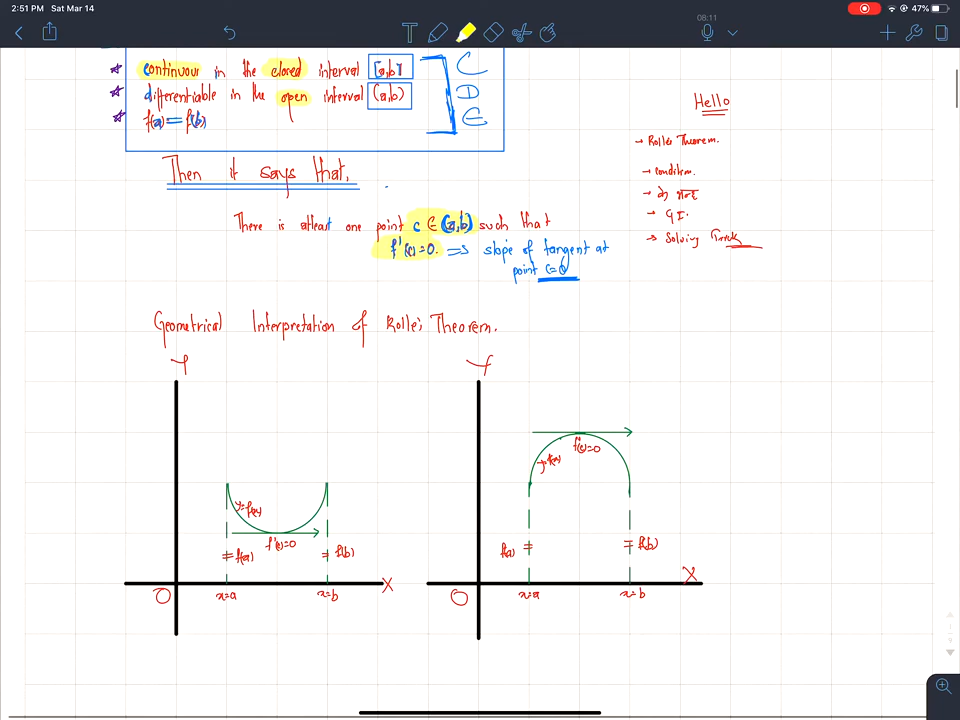 2:51 PM Sat Mar 14
47%
08:11
continuous in the closed interval [a,b]
differentiable in the open interval (a,b)
f(a) = f(b)
C
D
E
Hello
→ Rolle's Theorem.
→ condition.
→ G I.
→ Solving Trick
Then it says that,
There is atleast one point c ∈ (a,b) such that
f'(c)=0. ⇒ slope of tangent at
point c=0
Geometrical Interpretation of Rolle's Theorem.
Y
Y
y=f(x)
f'(c)=0
f(a)
f(b)
O
x=a
x=b
X
y=f(x)
f'(c)=0
f(a)
f(b)
O
x=a
x=b
X